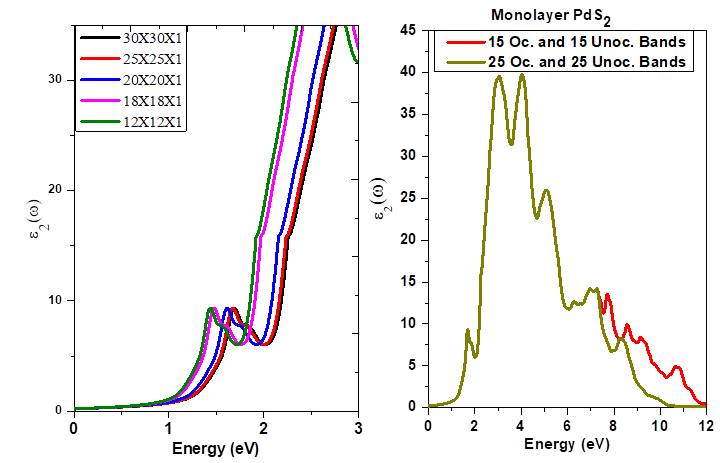 30X30X1
25X25X1
20X20X1
18X18X1
12X12X1
30
20
10
0
ε2(ω)
0 1 2 3
Energy (eV)
Monolayer PdS2
15 Oc. and 15 Unoc. Bands
25 Oc. and 25 Unoc. Bands
45
40
35
30
25
20
15
10
5
0
ε2(ω)
0 2 4 6 8 10 12
Energy (eV)